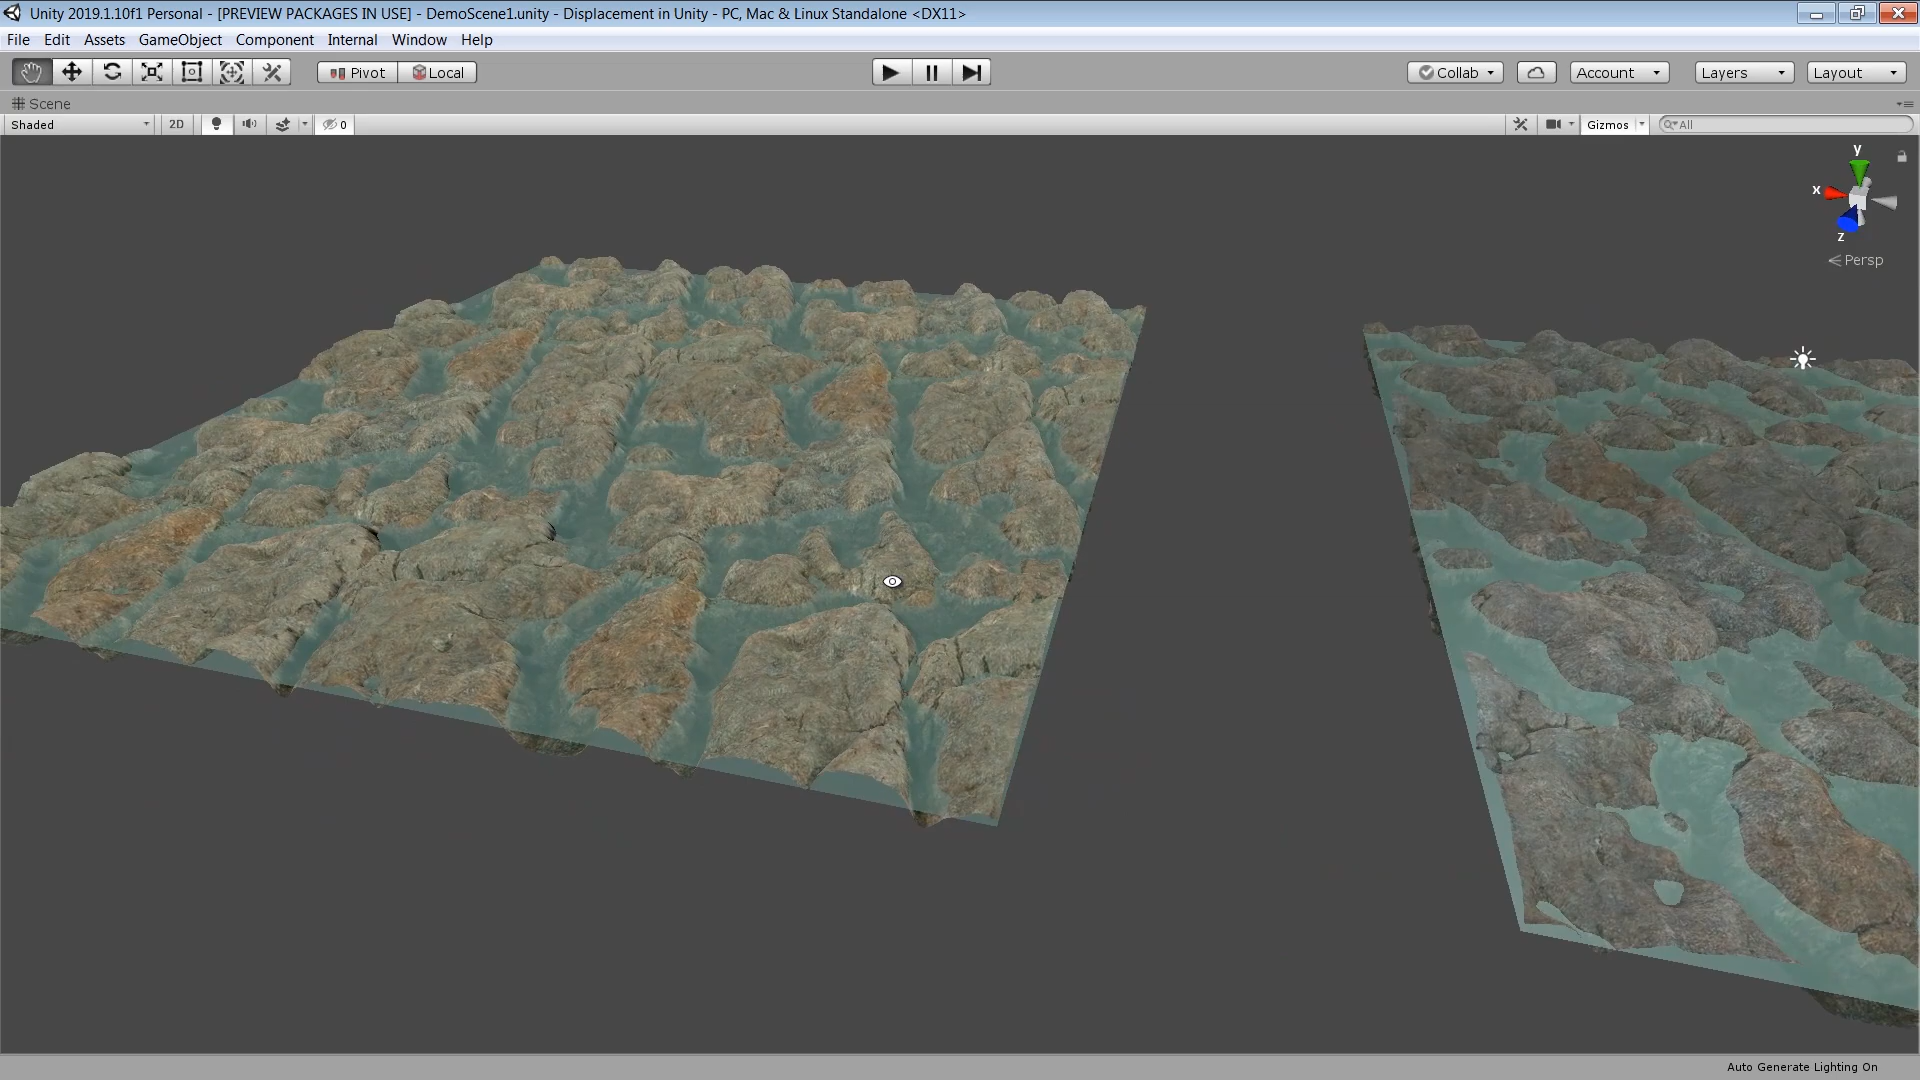 Unity 2019.1.10f1 Personal - [PREVIEW PACKAGES IN USE] - DemoScene1.unity - Displacement in Unity - PC, Mac & Linux Standalone <DX11>
File Edit Assets GameObject Component Internal Window Help
Pivot Local Collab Account Layers Layout
Scene
Shaded 2D 0 Gizmos All
y
x
z
Persp
Auto Generate Lighting On